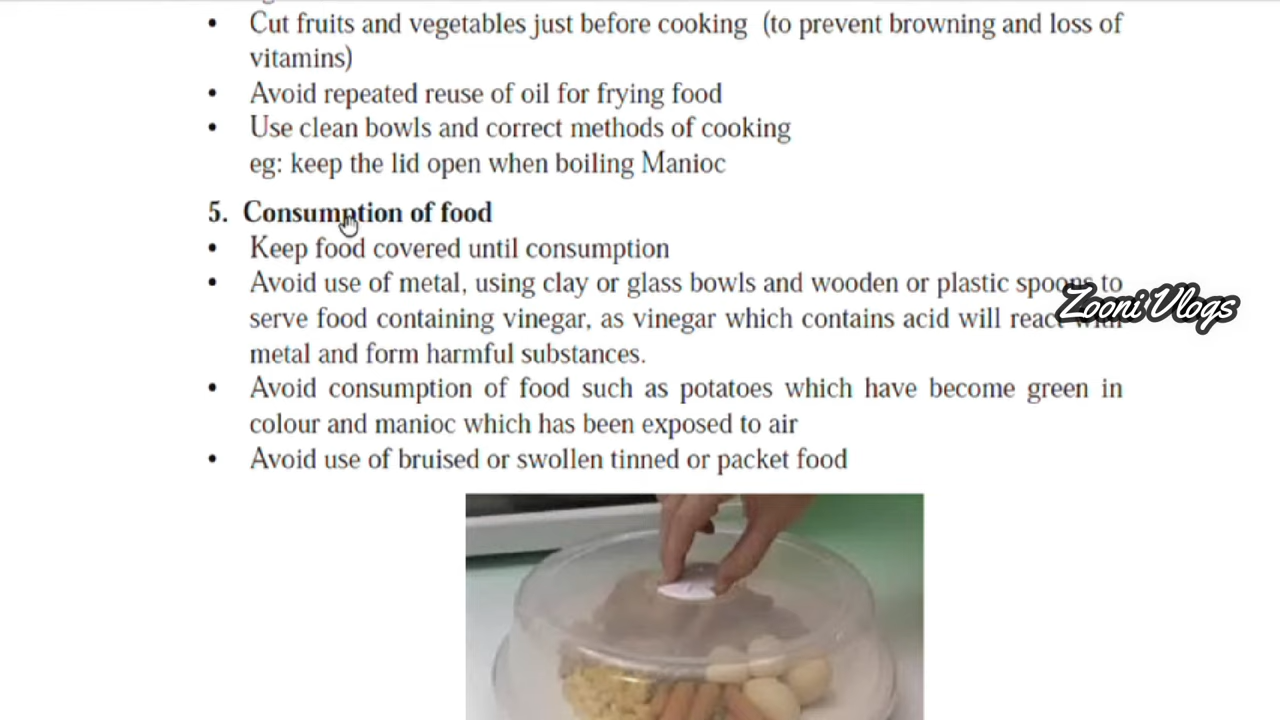 • Cut fruits and vegetables just before cooking (to prevent browning and loss of
vitamins)
• Avoid repeated reuse of oil for frying food
• Use clean bowls and correct methods of cooking
eg: keep the lid open when boiling Manioc
5. Consumption of food
• Keep food covered until consumption
• Avoid use of metal, using clay or glass bowls and wooden or plastic spoons to
serve food containing vinegar, as vinegar which contains acid will react with
Zooni Vlogs
metal and form harmful substances.
• Avoid consumption of food such as potatoes which have become green in
colour and manioc which has been exposed to air
• Avoid use of bruised or swollen tinned or packet food